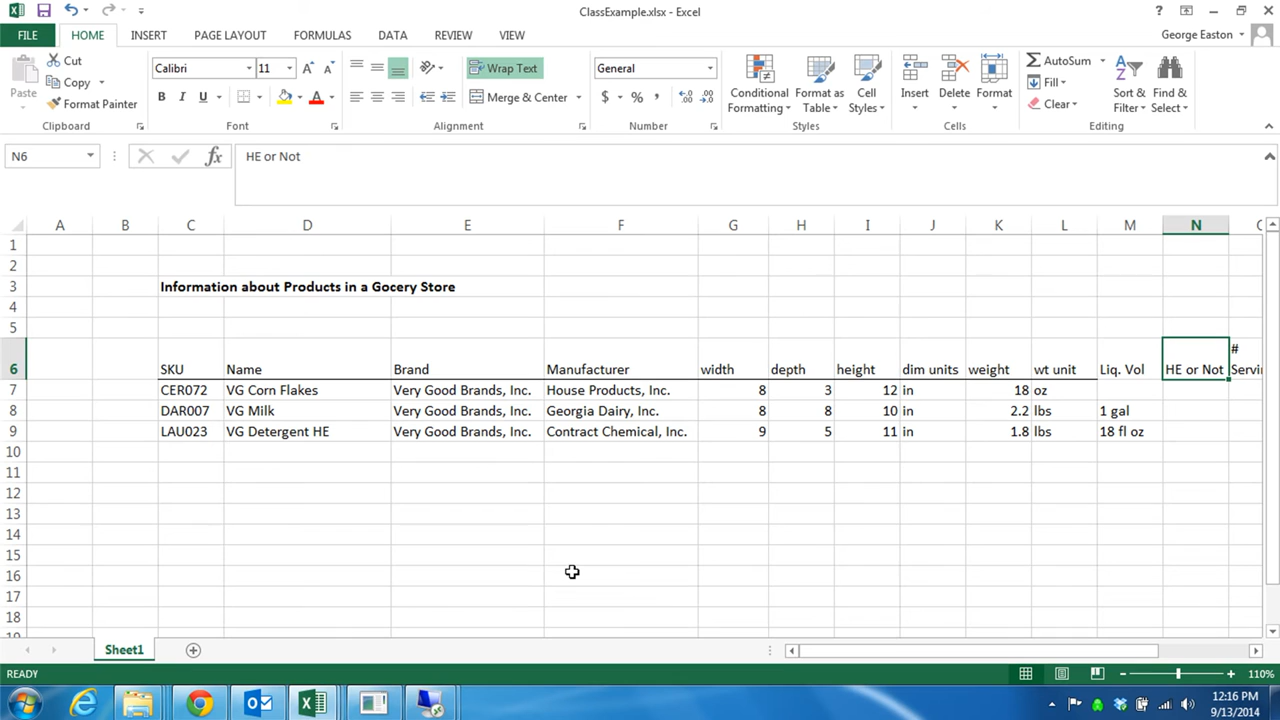 ClassExample.xlsx - Excel
?
FILE HOME INSERT PAGE LAYOUT FORMULAS DATA REVIEW VIEW George Easton
Cut
Copy
Format Painter
Paste
Clipboard
Calibri 11
B I U
Font
Wrap Text
Merge & Center
Alignment
General
$ % ,
Number
Conditional Formatting
Format as Table
Cell Styles
Styles
Insert Delete Format
Cells
AutoSum
Fill
Clear
Sort & Filter
Find & Select
Editing
N6 fx HE or Not
A B C D E F G H I J K L M N
1
2
3 Information about Products in a Gocery Store
4
5
6 SKU Name Brand Manufacturer width depth height dim units weight wt unit Liq. Vol HE or Not # Servi
7 CER072 VG Corn Flakes Very Good Brands, Inc. House Products, Inc. 8 3 12 in 18 oz
8 DAR007 VG Milk Very Good Brands, Inc. Georgia Dairy, Inc. 8 8 10 in 2.2 lbs 1 gal
9 LAU023 VG Detergent HE Very Good Brands, Inc. Contract Chemical, Inc. 9 5 11 in 1.8 lbs 18 fl oz
10
11
12
13
14
15
16
17
18
Sheet1
READY 110%
12:16 PM
9/13/2014